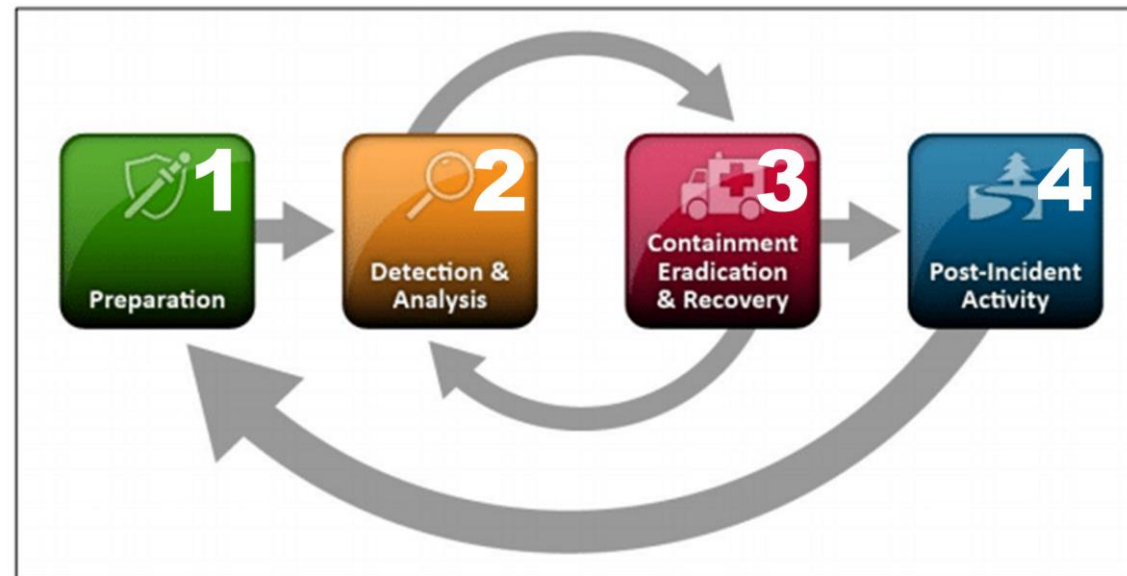 1
Preparation
2
Detection &
Analysis
3
Containment
Eradication
& Recovery
4
Post-Incident
Activity